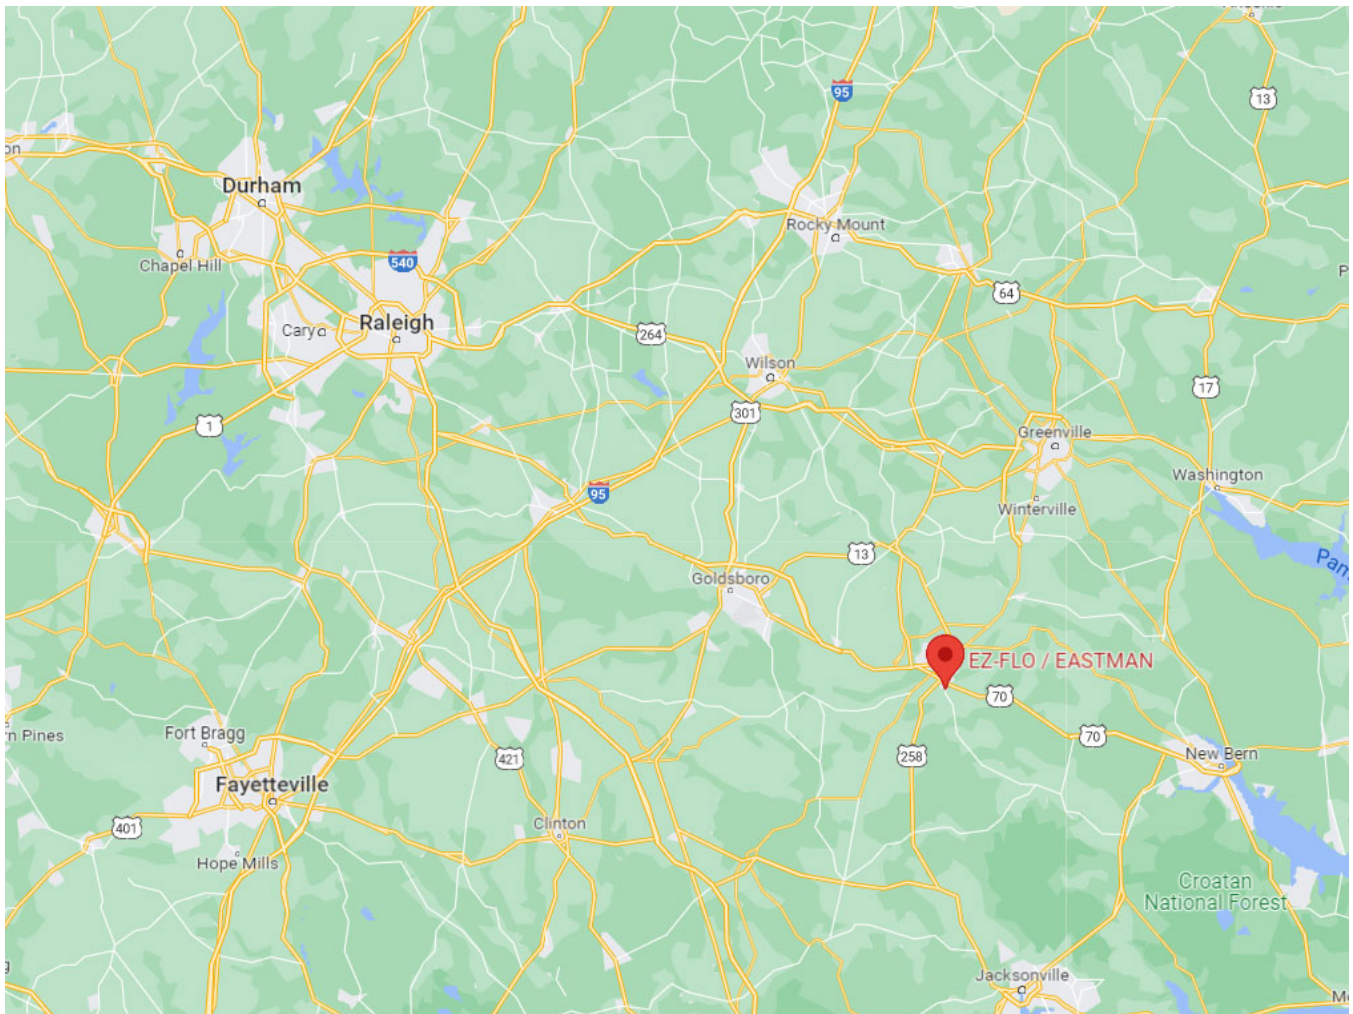 95
13
on
Durham
Rocky Mount
Chapel Hill
540
64
Cary
Raleigh
264
Wilson
17
301
1
Greenville
Washington
95
Winterville
13
Goldsboro
EZ-FLO / EASTMAN
70
rn Pines
Fort Bragg
70
258
New Bern
421
Fayetteville
401
Clinton
Hope Mills
Croatan
National Forest
Jacksonville